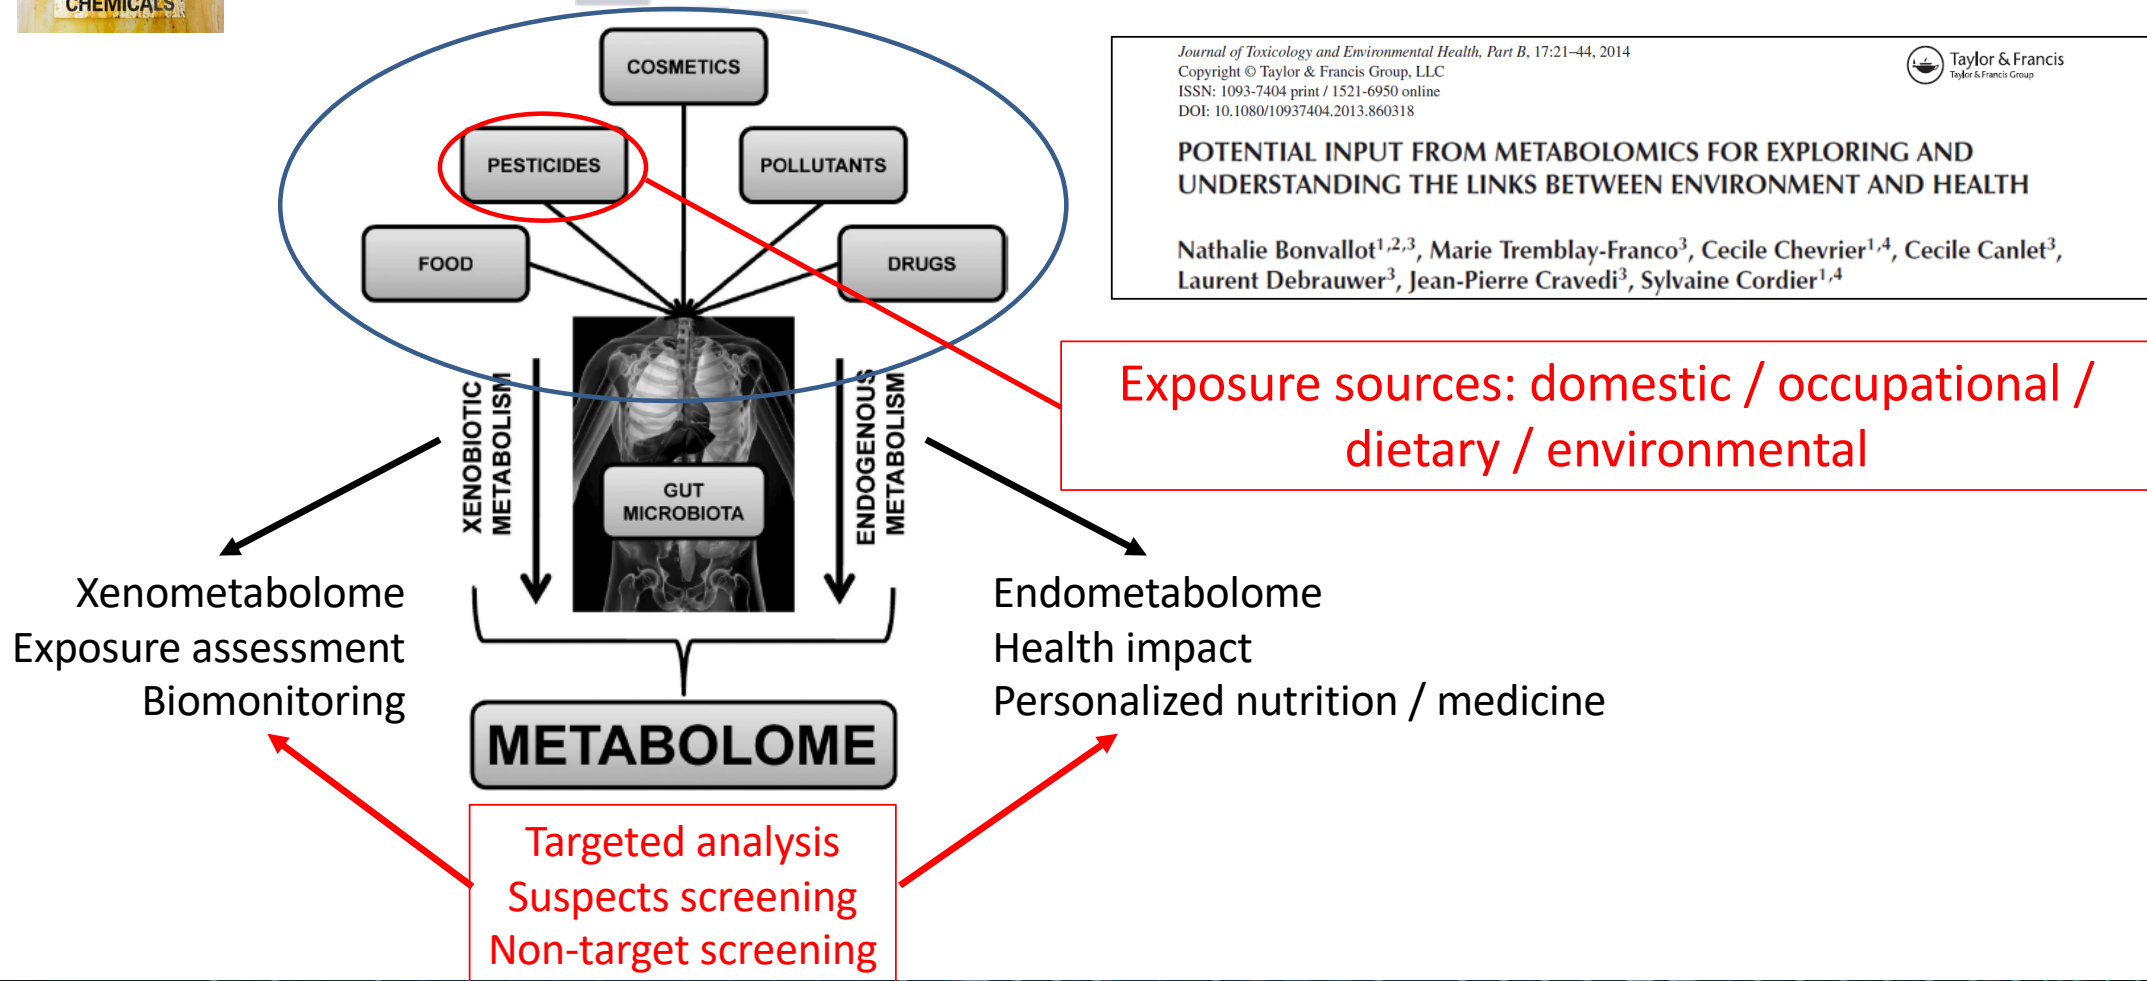 CHEMICALS
COSMETICS
PESTICIDES
POLLUTANTS
FOOD
DRUGS
XENOBIOTIC
METABOLISM
GUT
MICROBIOTA
ENDOGENOUS
METABOLISM
Journal of Toxicology and Environmental Health, Part B, 17:21–44, 2014
Copyright © Taylor & Francis Group, LLC
ISSN: 1093-7404 print / 1521-6950 online
DOI: 10.1080/10937404.2013.860318
Taylor & Francis
Taylor & Francis Group
POTENTIAL INPUT FROM METABOLOMICS FOR EXPLORING AND
UNDERSTANDING THE LINKS BETWEEN ENVIRONMENT AND HEALTH
Nathalie Bonvallot1,2,3, Marie Tremblay-Franco3, Cecile Chevrier1,4, Cecile Canlet3,
Laurent Debrauwer3, Jean-Pierre Cravedi3, Sylvaine Cordier1,4
Exposure sources: domestic / occupational /
dietary / environmental
Xenometabolome
Exposure assessment
Biomonitoring
Endometabolome
Health impact
Personalized nutrition / medicine
METABOLOME
Targeted analysis
Suspects screening
Non-target screening